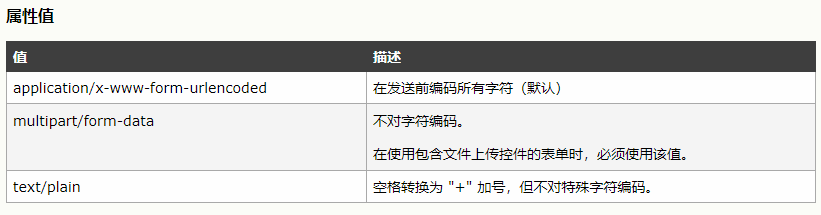 属性值
值 描述
application/x-www-form-urlencoded 在发送前编码所有字符（默认）
multipart/form-data 不对字符编码。
在使用包含文件上传控件的表单时，必须使用该值。
text/plain 空格转换为 "+" 加号，但不对特殊字符编码。